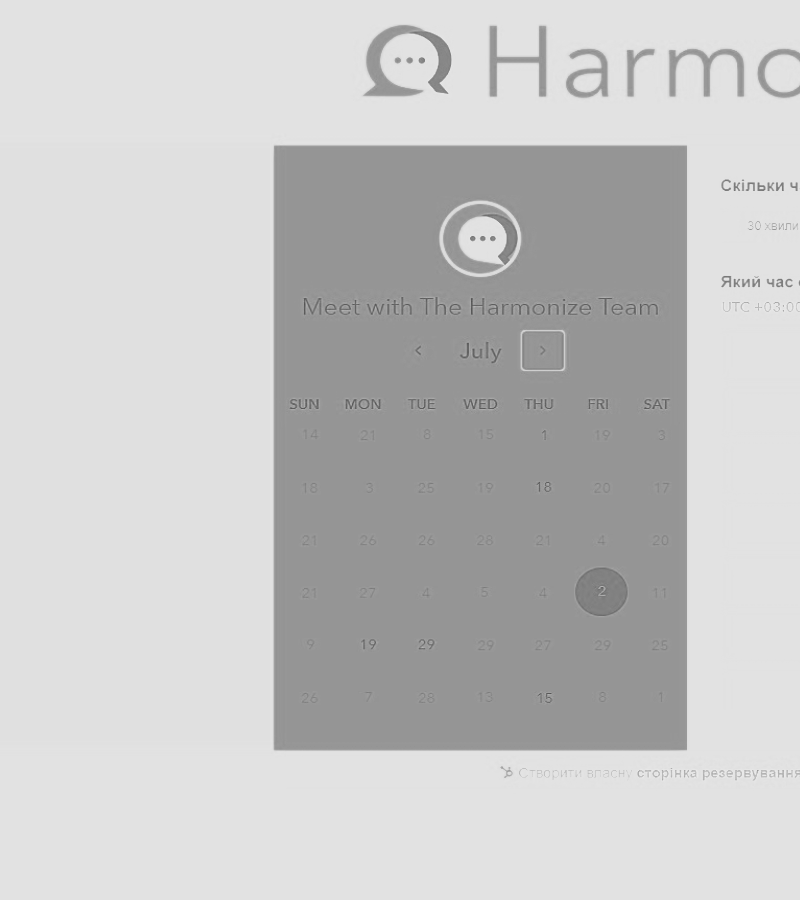 Harmo
Meet with The Harmonize Team
July
SUN MON TUE WED THU FRI SAT
14 21 8 15 1 19 3
18 3 25 19 18 20 17
21 26 26 28 21 4 20
21 27 4 5 4 2 11
9 19 29 29 27 29 25
26 7 28 13 15 8 1
Скільки ч
30 хвили
Який час
UTC +03:00
Створити власну сторінка резервування